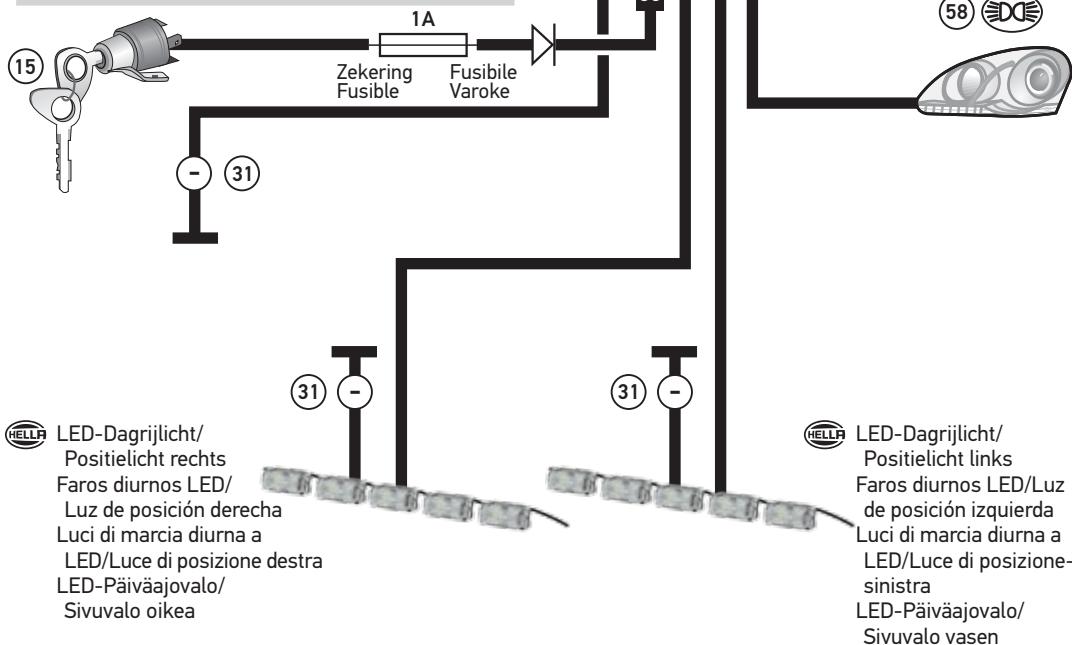 58
1A
15
Zekering Fusibile
Fusible Varoke
- 31
31 -
31 -
HELLA LED-Dagrijlicht/
Positielicht rechts
Faros diurnos LED/
Luz de posición derecha
Luci di marcia diurna a
LED/Luce di posizione destra
LED-Päiväajovalo/
Sivuvalo oikea
HELLA LED-Dagrijlicht/
Positielicht links
Faros diurnos LED/Luz
de posición izquierda
Luci di marcia diurna a
LED/Luce di posizione-
sinistra
LED-Päiväajovalo/
Sivuvalo vasen